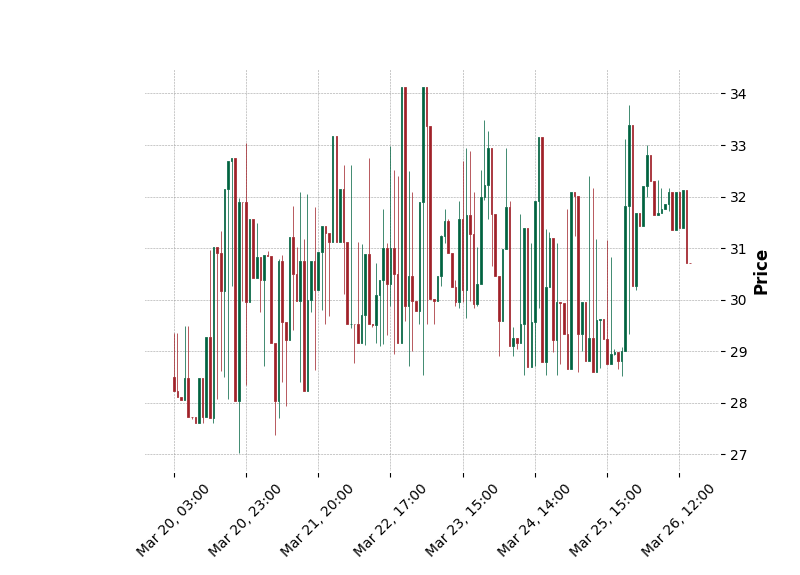 34
33
32
31
30
29
28
27
Price
Mar 20, 03:00
Mar 20, 23:00
Mar 21, 20:00
Mar 22, 17:00
Mar 23, 15:00
Mar 24, 14:00
Mar 25, 15:00
Mar 26, 12:00